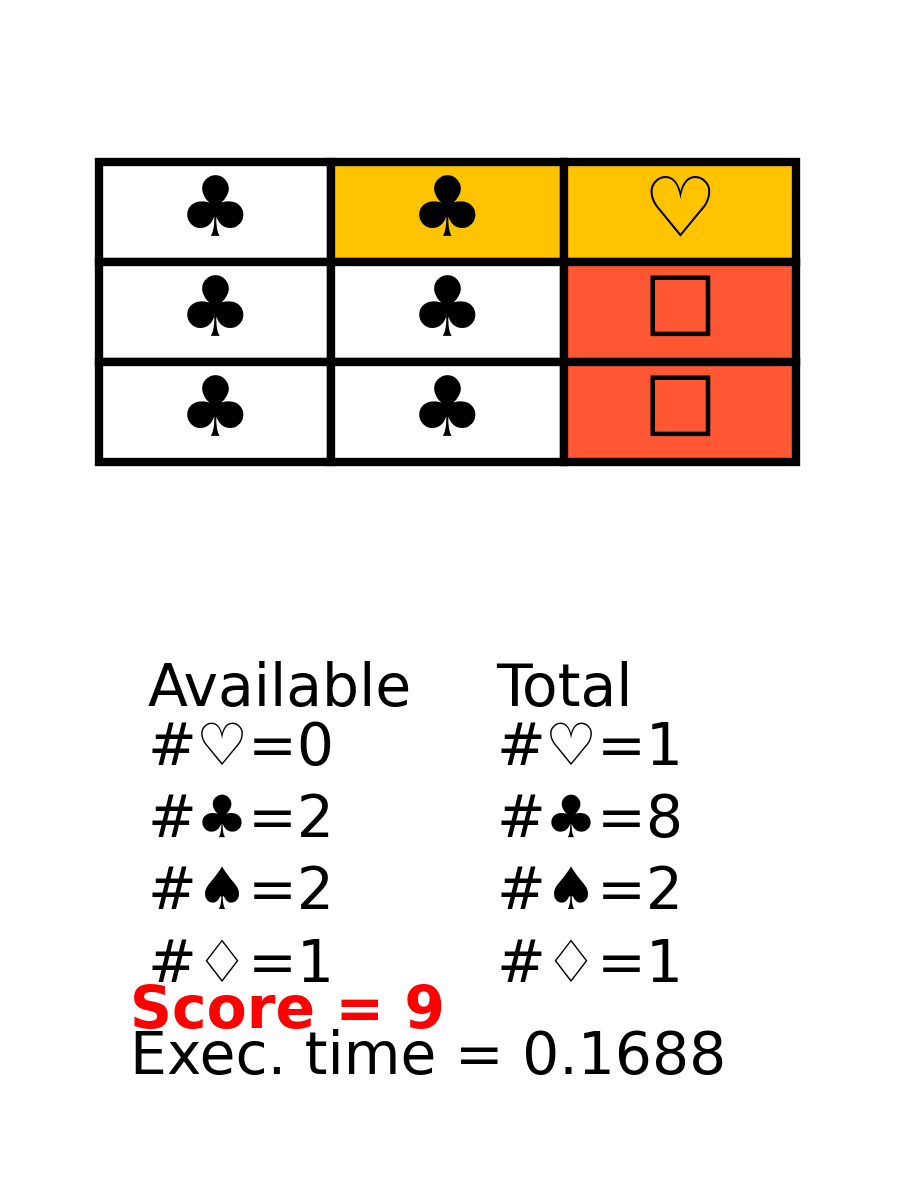 ♣ ♣ ♡
♣ ♣ □
♣ ♣ □
Available Total
#♡=0 #♡=1
#♣=2 #♣=8
#♠=2 #♠=2
#♢=1 #♢=1
Score = 9
Exec. time = 0.1688